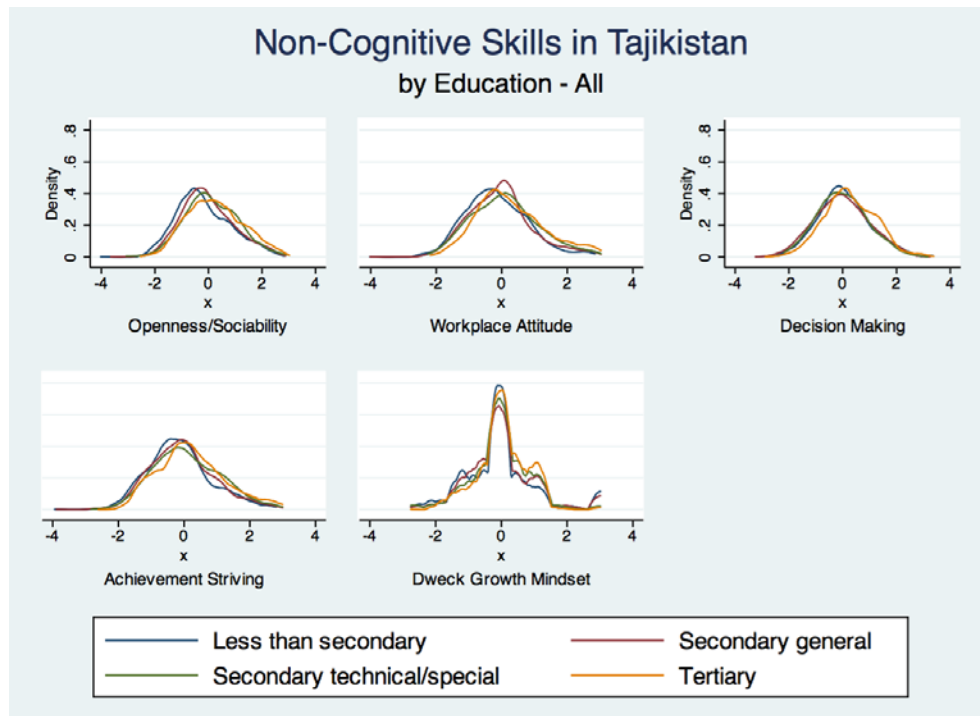 Non-Cognitive Skills in Tajikistan
by Education - All
Density
.8
.6
.4
.2
0
-4 -2 0 2 4
x
Openness/Sociability
-4 -2 0 2 4
x
Workplace Attitude
Density
.8
.6
.4
.2
0
-4 -2 0 2 4
x
Decision Making
-4 -2 0 2 4
x
Achievement Striving
-4 -2 0 2 4
x
Dweck Growth Mindset
Less than secondary
Secondary general
Secondary technical/special
Tertiary